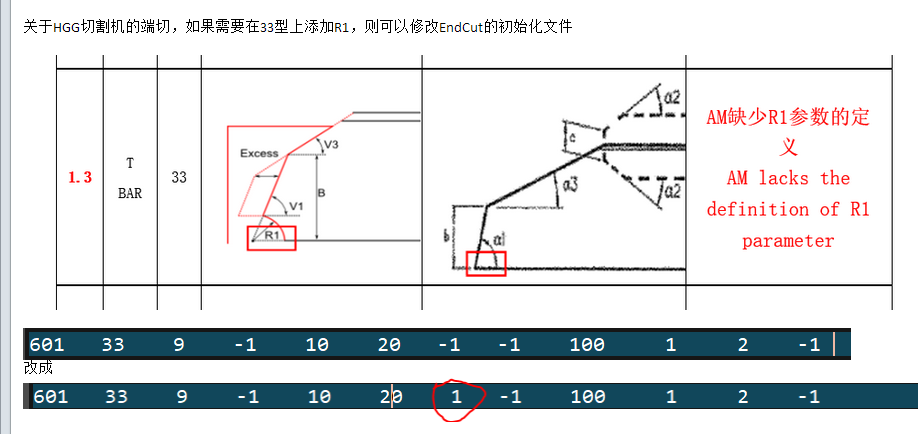 关于HGG切割机的端切，如果需要在33型上添加R1，则可以修改EndCut的初始化文件
1.3
T
BAR
33
Excess
V3
B
V1
R1
a2
c
a3
a2
b
a1
AM缺少R1参数的定
义
AM lacks the
definition of R1
parameter
601 33 9 -1 10 20 -1 -1 100 1 2 -1
改成
601 33 9 -1 10 20 1 -1 100 1 2 -1